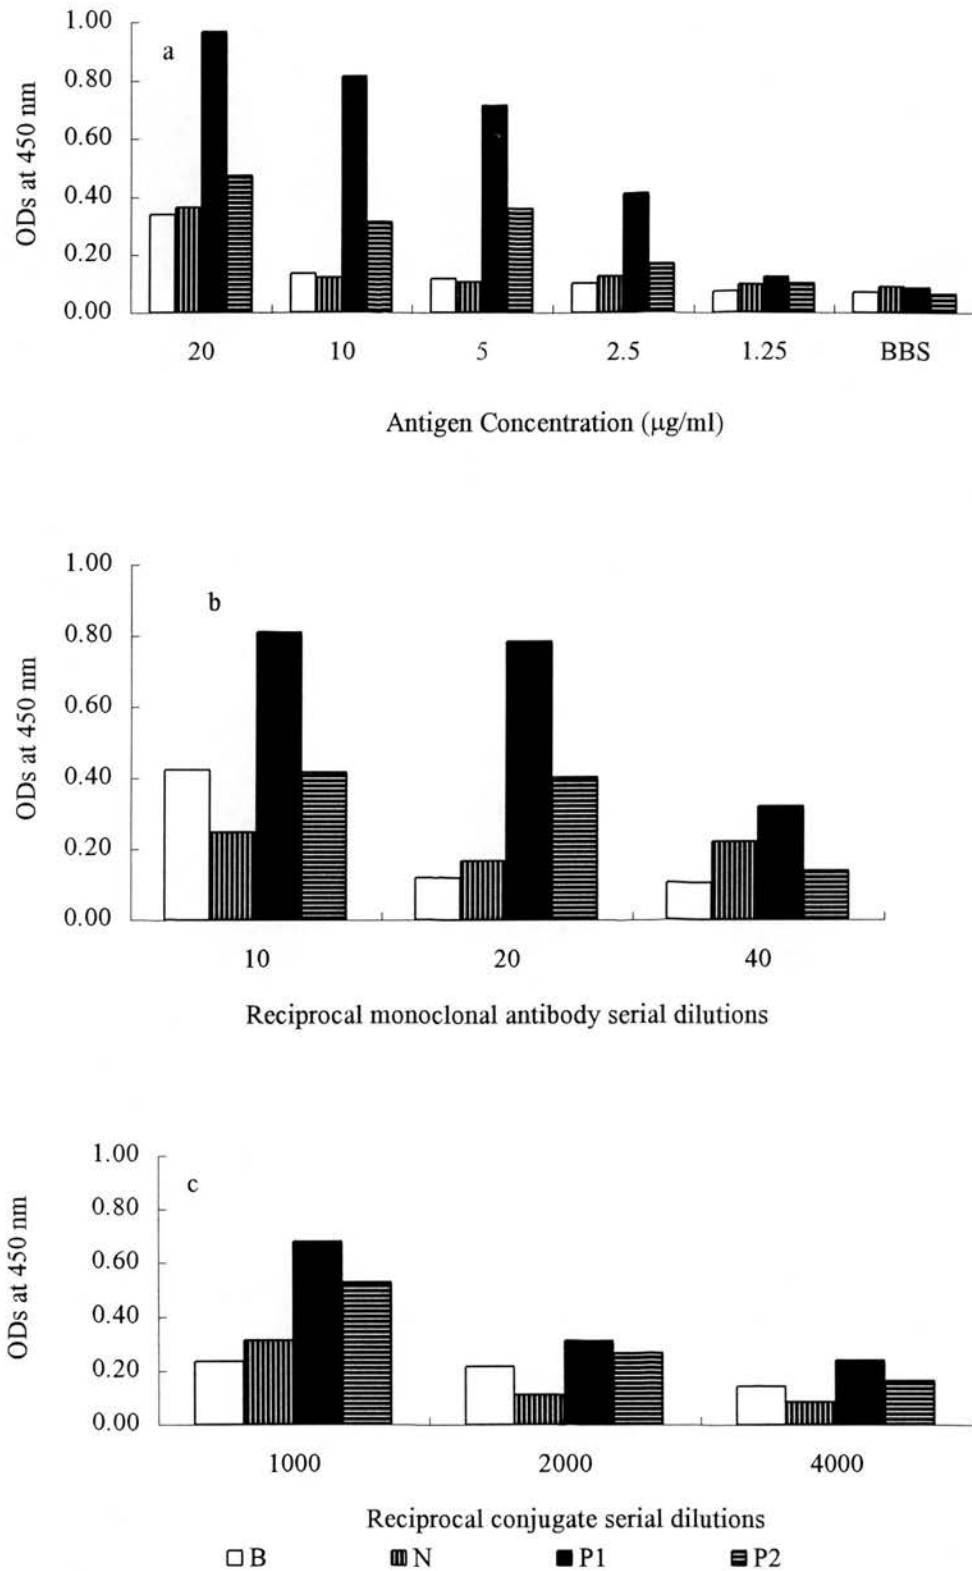 a
ODs at 450 nm
1.00
0.80
0.60
0.40
0.20
0.00
20 10 5 2.5 1.25 BBS
Antigen Concentration (µg/ml)
b
ODs at 450 nm
1.00
0.80
0.60
0.40
0.20
0.00
10 20 40
Reciprocal monoclonal antibody serial dilutions
c
ODs at 450 nm
1.00
0.80
0.60
0.40
0.20
0.00
1000 2000 4000
Reciprocal conjugate serial dilutions
B N P1 P2